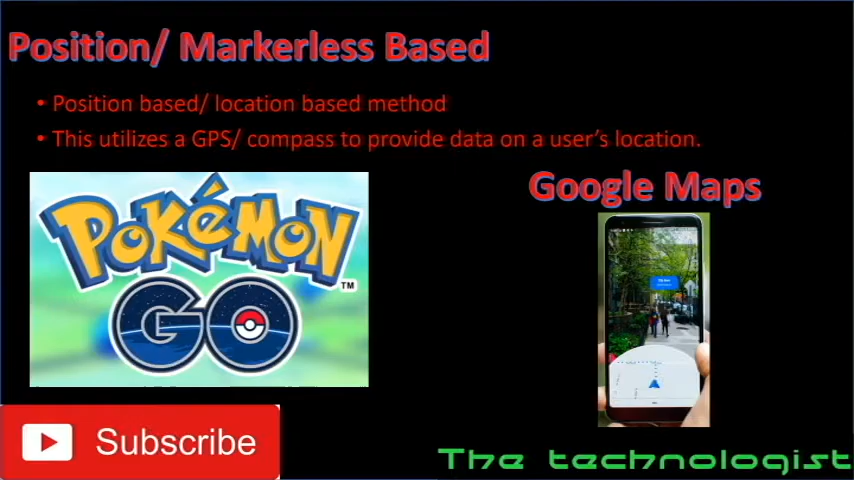 Position/ Markerless Based
• Position based/ location based method
• This utilizes a GPS/ compass to provide data on a user's location.
Google Maps
POKÉMON
TM
GO
Subscribe
The technologist